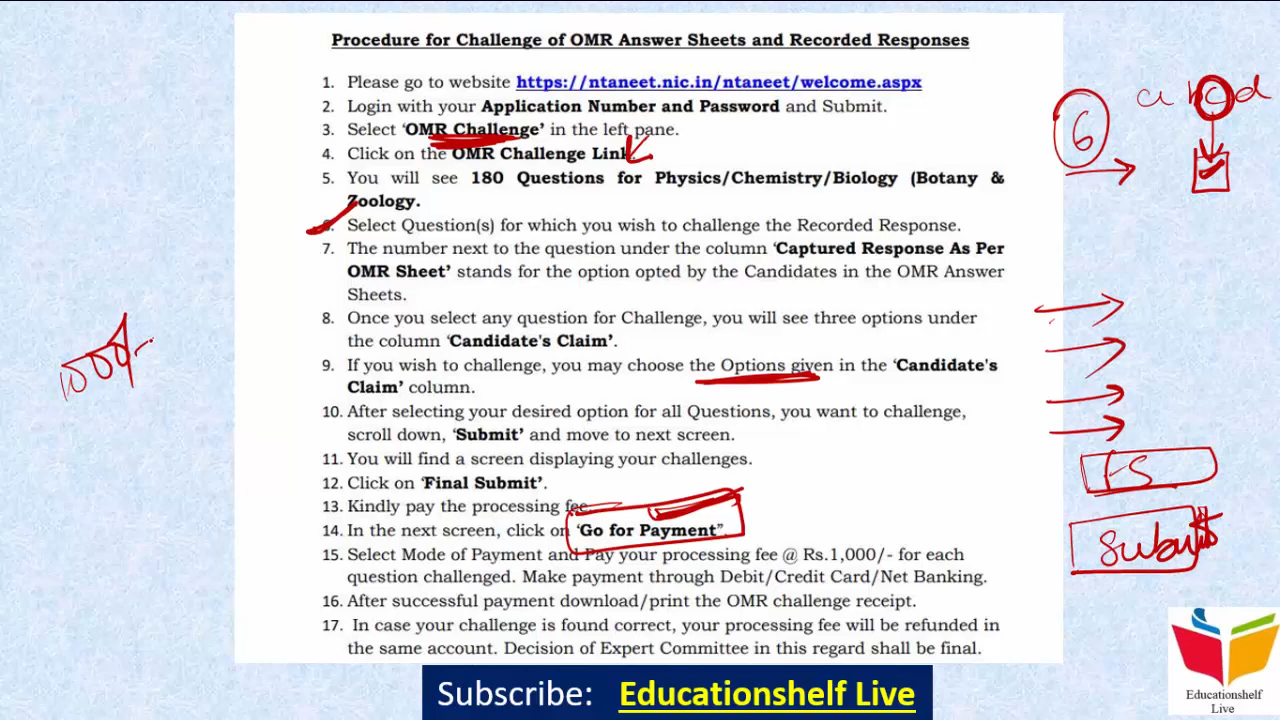 Procedure for Challenge of OMR Answer Sheets and Recorded Responses
1. Please go to website https://ntaneet.nic.in/ntaneet/welcome.aspx
2. Login with your Application Number and Password and Submit.
3. Select ‘OMR Challenge’ in the left pane.
4. Click on the OMR Challenge Link.
5. You will see 180 Questions for Physics/Chemistry/Biology (Botany &
Zoology.
Select Question(s) for which you wish to challenge the Recorded Response.
7. The number next to the question under the column ‘Captured Response As Per
OMR Sheet’ stands for the option opted by the Candidates in the OMR Answer
Sheets.
8. Once you select any question for Challenge, you will see three options under
the column ‘Candidate's Claim’.
9. If you wish to challenge, you may choose the Options given in the ‘Candidate's
Claim’ column.
10. After selecting your desired option for all Questions, you want to challenge,
scroll down, ‘Submit’ and move to next screen.
11. You will find a screen displaying your challenges.
12. Click on ‘Final Submit’.
13. Kindly pay the processing fee.
14. In the next screen, click on ‘Go for Payment”.
15. Select Mode of Payment and Pay your processing fee @ Rs.1,000/- for each
question challenged. Make payment through Debit/Credit Card/Net Banking.
16. After successful payment download/print the OMR challenge receipt.
17. In case your challenge is found correct, your processing fee will be refunded in
the same account. Decision of Expert Committee in this regard shall be final.
6
a b c d
1000/-
FS
Submit
Subscribe: Educationshelf Live
Educationshelf
Live